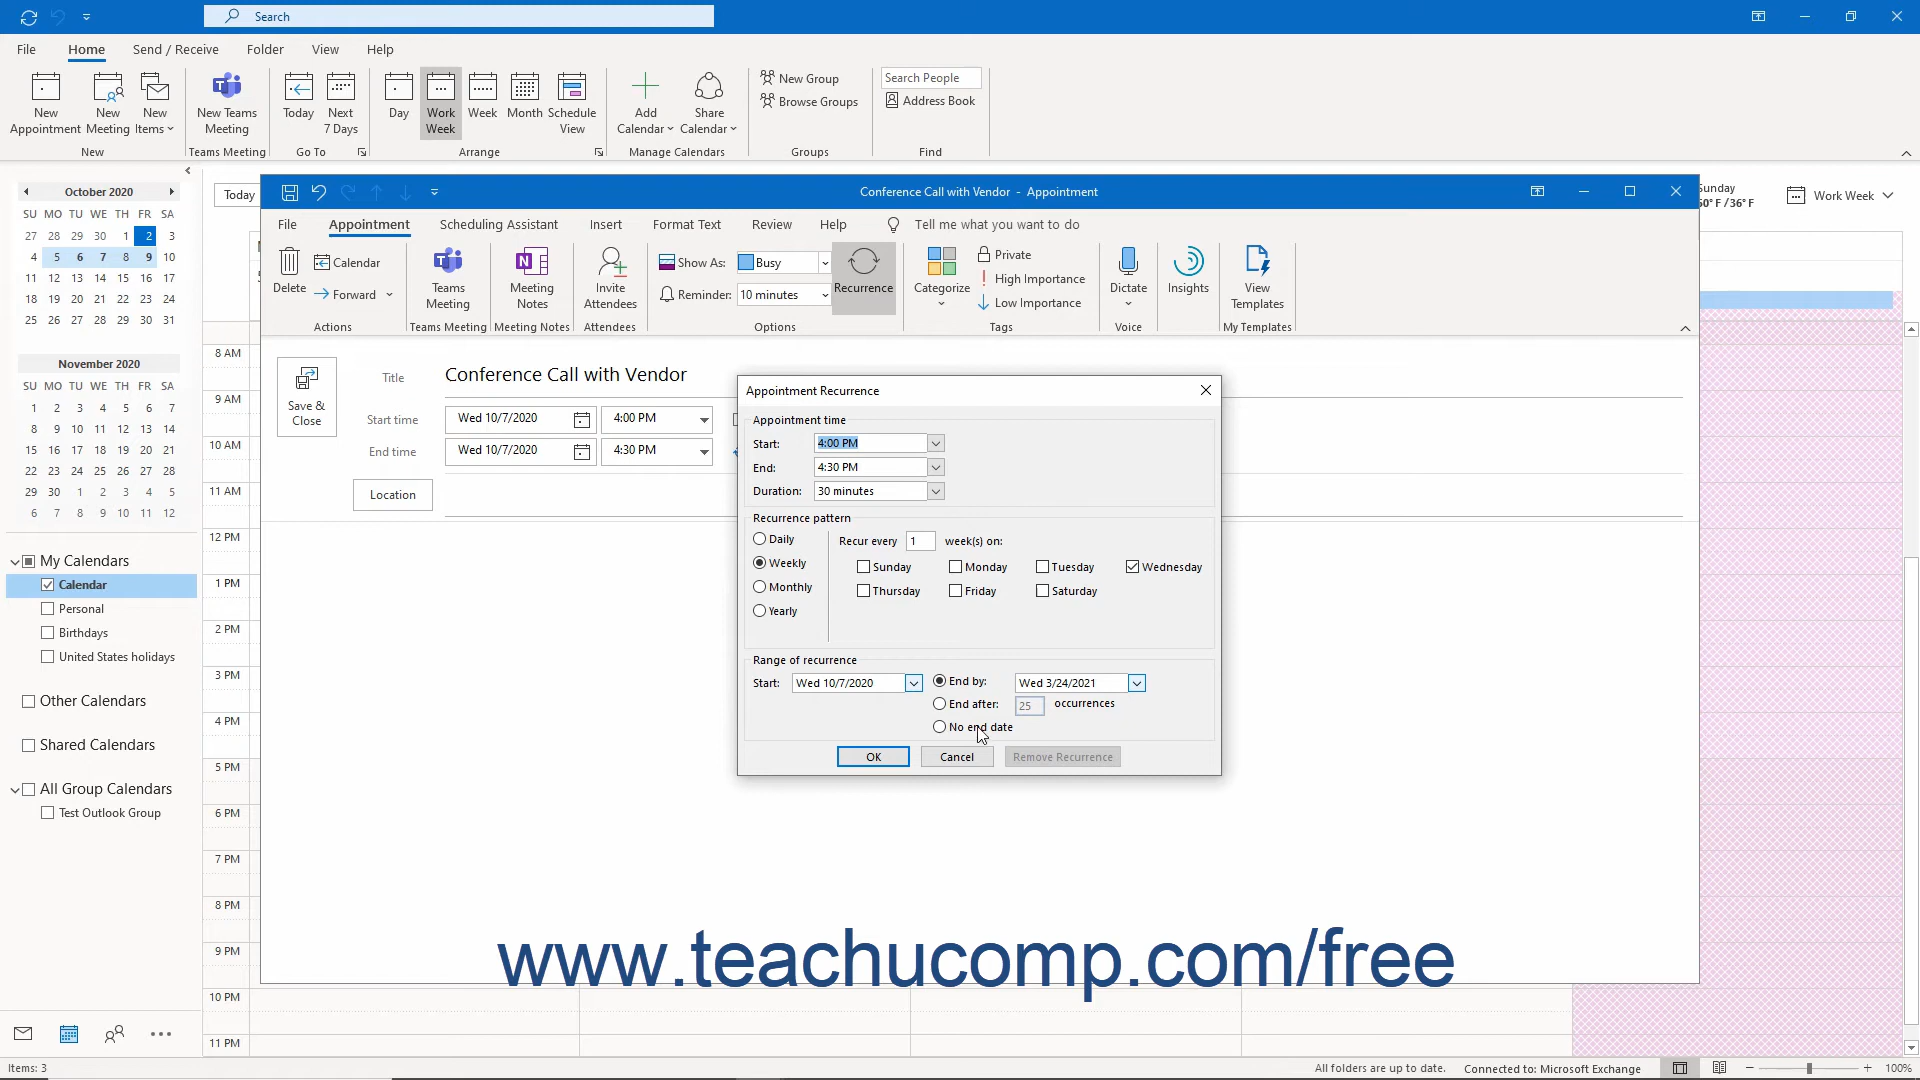 Search
File Home Send / Receive Folder View Help
New Appointment
New Meeting
New Items
New
New Teams Meeting
Teams Meeting
Today
Next 7 Days
Go To
Day
Work Week
Week
Month
Schedule View
Arrange
Add Calendar
Share Calendar
Manage Calendars
New Group
Browse Groups
Groups
Search People
Address Book
Find
October 2020
SU MO TU WE TH FR SA
27 28 29 30 1 2 3
4 5 6 7 8 9 10
11 12 13 14 15 16 17
18 19 20 21 22 23 24
25 26 27 28 29 30 31
November 2020
SU MO TU WE TH FR SA
1 2 3 4 5 6 7
8 9 10 11 12 13 14
15 16 17 18 19 20 21
22 23 24 25 26 27 28
29 30 1 2 3 4 5
6 7 8 9 10 11 12
My Calendars
Calendar
Personal
Birthdays
United States holidays
Other Calendars
Shared Calendars
All Group Calendars
Test Outlook Group
Today
8 AM
9 AM
10 AM
11 AM
12 PM
1 PM
2 PM
3 PM
4 PM
5 PM
6 PM
7 PM
8 PM
9 PM
10 PM
11 PM
Work Week
Conference Call with Vendor - Appointment
File Appointment Scheduling Assistant Insert Format Text Review Help Tell me what you want to do
Delete
Calendar
Forward
Actions
Teams Meeting
Teams Meeting
Meeting Notes
Meeting Notes
Invite Attendees
Attendees
Show As: Busy
Reminder: 10 minutes
Recurrence
Options
Categorize
Private
High Importance
Low Importance
Tags
Dictate
Voice
Insights
View Templates
My Templates
Save & Close
Title Conference Call with Vendor
Start time Wed 10/7/2020 4:00 PM
End time Wed 10/7/2020 4:30 PM
Location
Appointment Recurrence
Appointment time
Start: 4:00 PM
End: 4:30 PM
Duration: 30 minutes
Recurrence pattern
Daily
Weekly
Monthly
Yearly
Recur every 1 week(s) on:
Sunday Monday Tuesday Wednesday
Thursday Friday Saturday
Range of recurrence
Start: Wed 10/7/2020 End by: Wed 3/24/2021
End after: 25 occurrences
No end date
OK Cancel Remove Recurrence
www.teachucomp.com/free
Items: 3
All folders are up to date. Connected to: Microsoft Exchange 100%